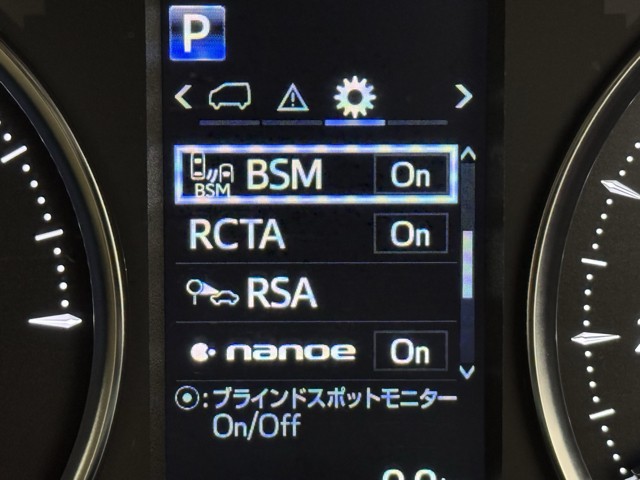 P
BSM BSM On
RCTA On
RSA
nanoe On
⦿:ブラインドスポットモニター
On/Off